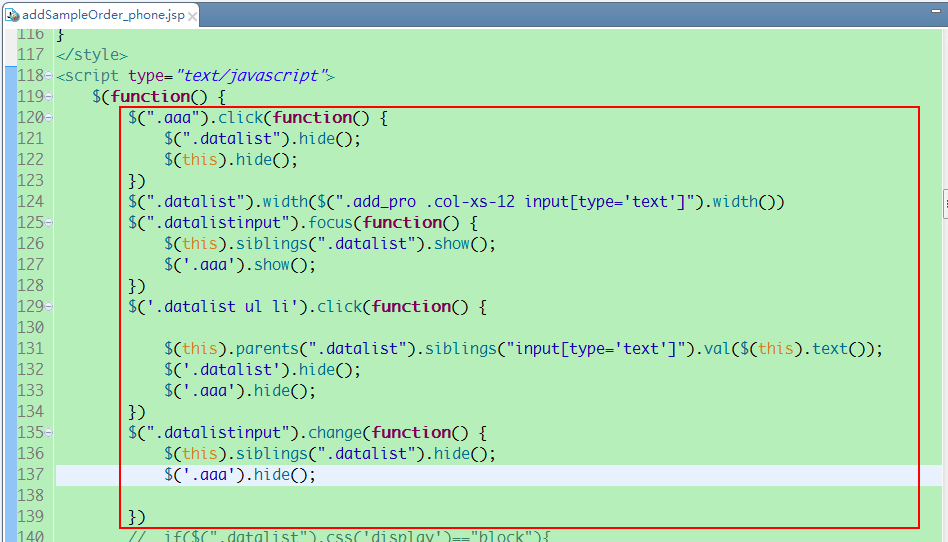 addSampleOrder_phone.jsp
116 }
117 </style>
118 <script type="text/javascript">
119     $(function() {
120         $(".aaa").click(function() {
121             $(".datalist").hide();
122             $(this).hide();
123         })
124         $(".datalist").width($(".add_pro .col-xs-12 input[type='text']").width())
125         $(".datalistinput").focus(function() {
126             $(this).siblings(".datalist").show();
127             $('.aaa').show();
128         })
129         $('.datalist ul li').click(function() {
130
131             $(this).parents(".datalist").siblings("input[type='text']").val($(this).text());
132             $('.datalist').hide();
133             $('.aaa').hide();
134         })
135         $(".datalistinput").change(function() {
136             $(this).siblings(".datalist").hide();
137             $('.aaa').hide();
138
139         })
140         //  if($(".datalist").css('display')=="block"){